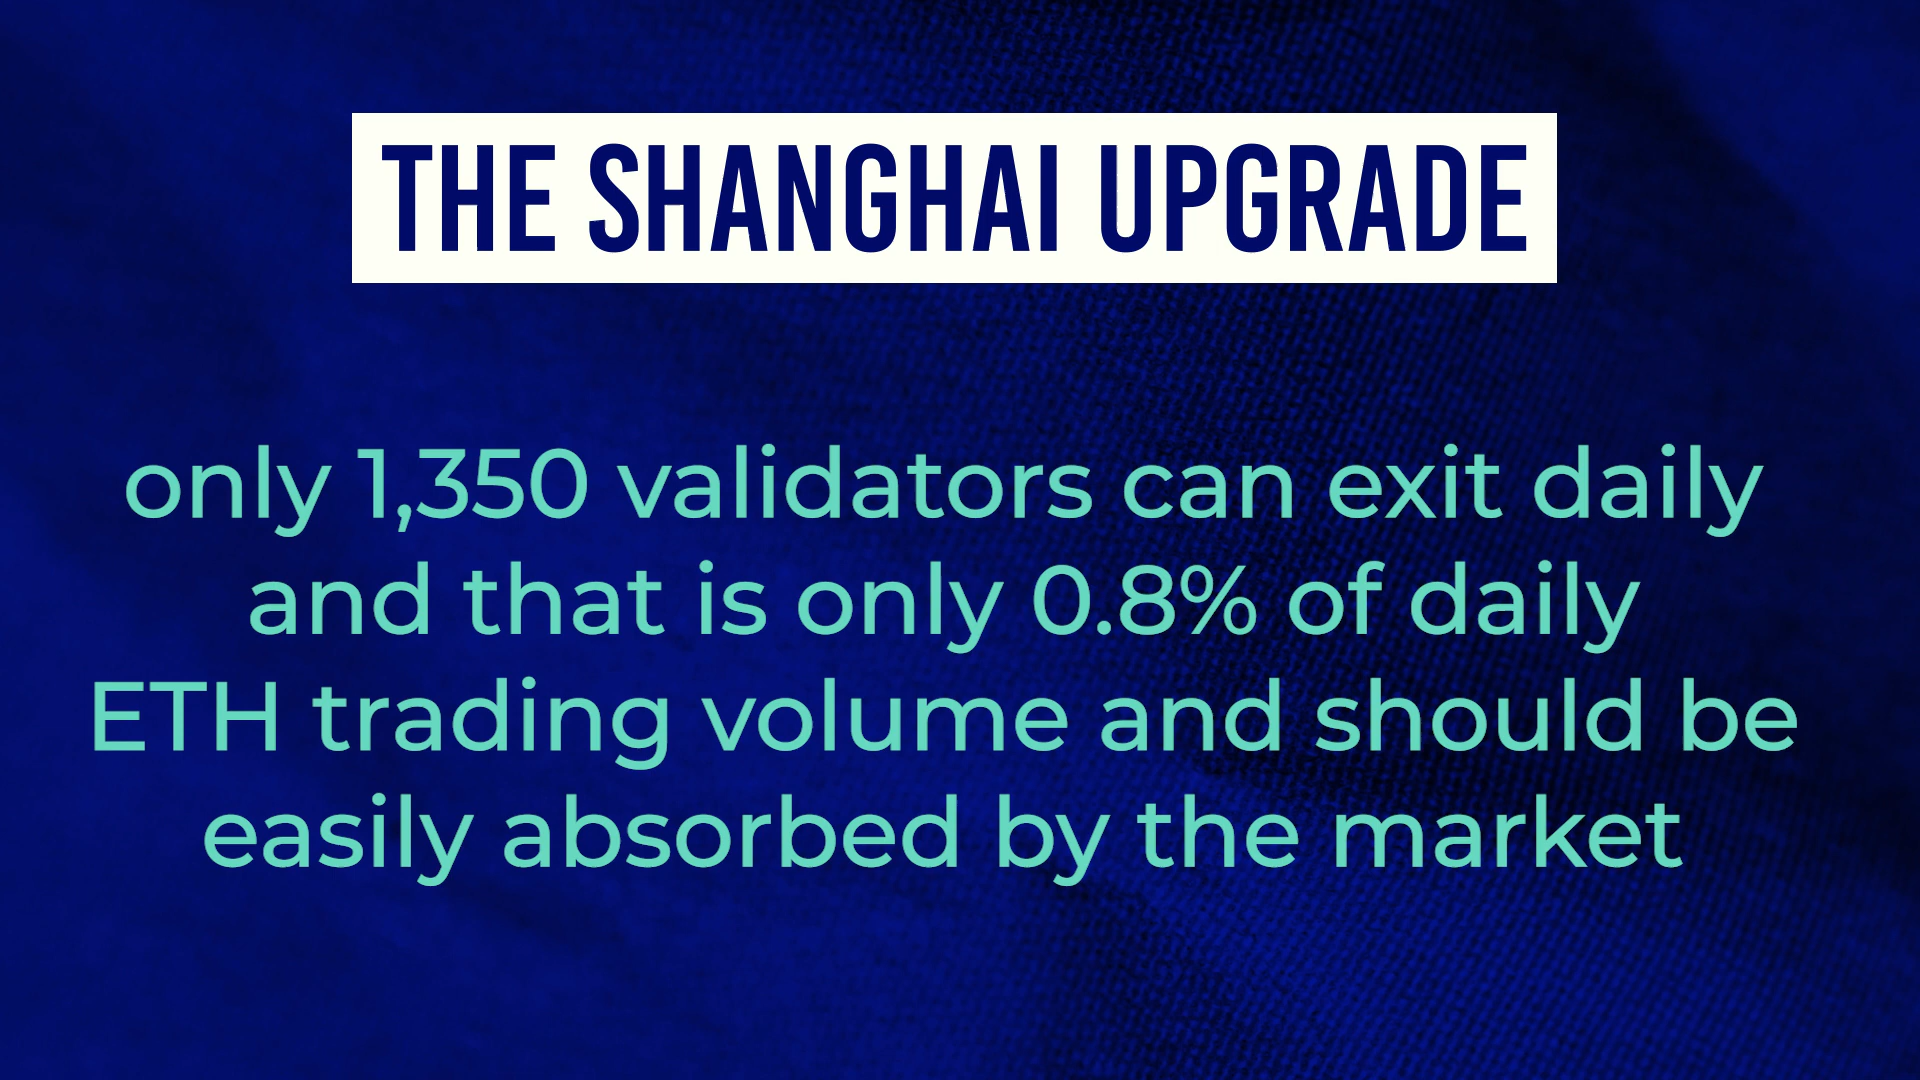 THE SHANGHAI UPGRADE
only 1,350 validators can exit daily
and that is only 0.8% of daily
ETH trading volume and should be
easily absorbed by the market